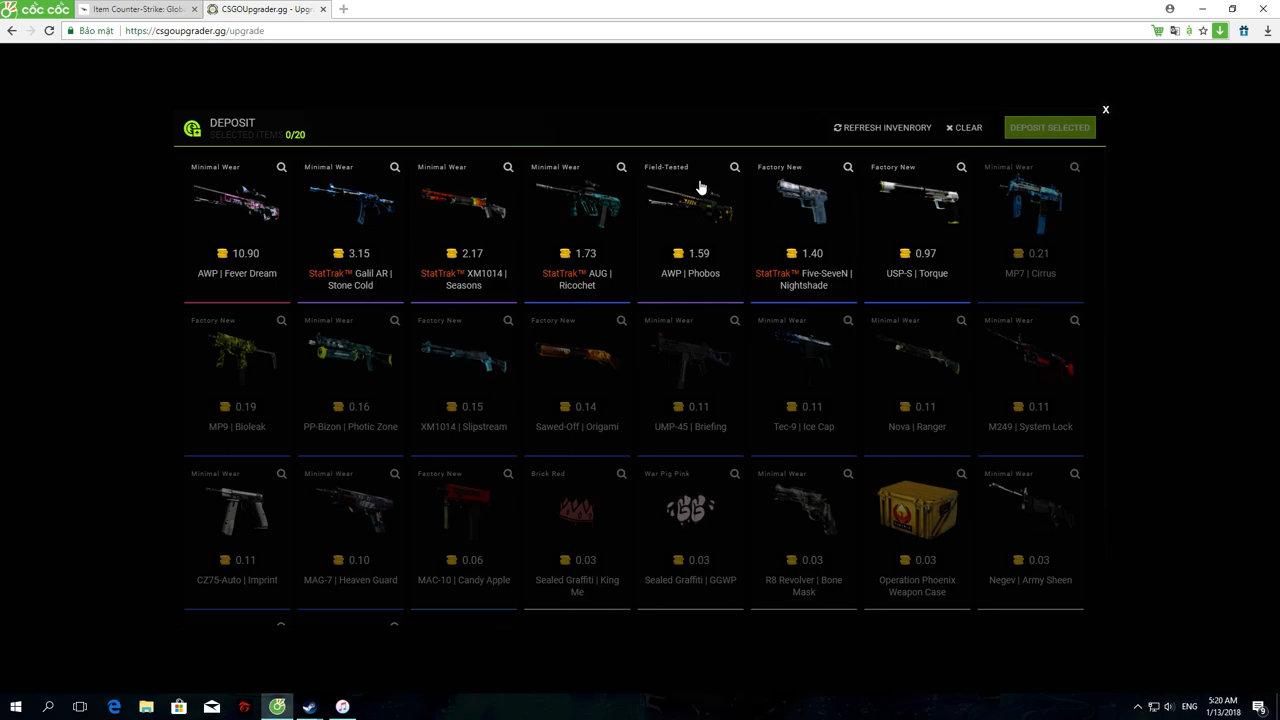 cốc cốc
Item Counter-Strike: Glob
CSGOUpgrader.gg - Upgr
Bảo mật
https://csgoupgrader.gg/upgrade
DEPOSIT
SELECTED ITEMS 0/20
REFRESH INVENRORY
CLEAR
DEPOSIT SELECTED
X
Minimal Wear
10.90
AWP | Fever Dream
Minimal Wear
3.15
StatTrak™ Galil AR |
Stone Cold
Minimal Wear
2.17
StatTrak™ XM1014 |
Seasons
Minimal Wear
1.73
StatTrak™ AUG |
Ricochet
Field-Teated
1.59
AWP | Phobos
Factory New
1.40
StatTrak™ Five-SeveN |
Nightshade
Factory New
0.97
USP-S | Torque
Minimal Wear
0.21
MP7 | Cirrus
Factory New
0.19
MP9 | Bioleak
Minimal Wear
0.16
PP-Bizon | Photic Zone
Factory New
0.15
XM1014 | Slipstream
Factory New
0.14
Sawed-Off | Origami
Minimal Wear
0.11
UMP-45 | Briefing
Minimal Wear
0.11
Tec-9 | Ice Cap
Minimal Wear
0.11
Nova | Ranger
Minimal Wear
0.11
M249 | System Lock
Minimal Wear
0.11
CZ75-Auto | Imprint
Minimal Wear
0.10
MAG-7 | Heaven Guard
Factory New
0.06
MAC-10 | Candy Apple
Brick Red
0.03
Sealed Graffiti | King
Me
War Pig Pink
0.03
Sealed Graffiti | GGWP
Minimal Wear
0.03
R8 Revolver | Bone
Mask
0.03
Operation Phoenix
Weapon Case
Minimal Wear
0.03
Negev | Army Sheen
ENG
5:20 AM
1/13/2018
9